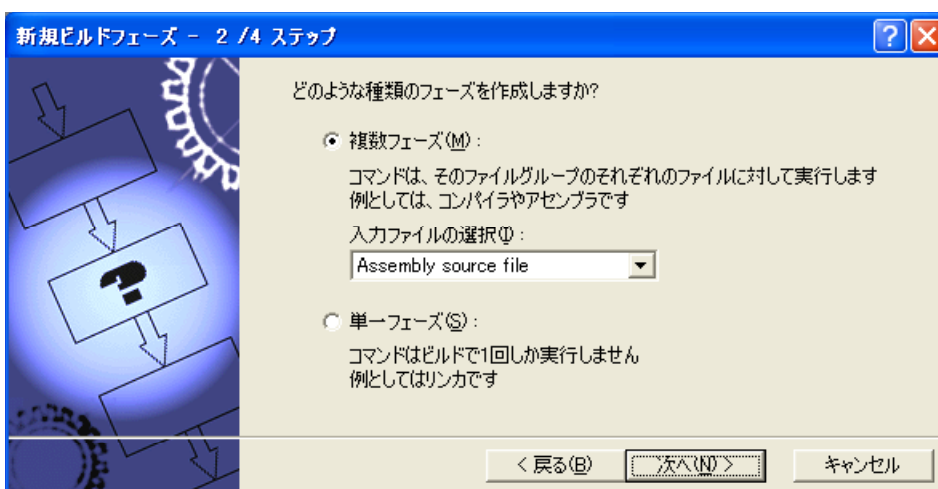 新規ビルドフェーズ - 2 /4 ステップ
どのような種類のフェーズを作成しますか?
複数フェーズ(M) :
コマンドは、そのファイルグループのそれぞれのファイルに対して実行します
例としては、コンパイラやアセンブラです
入力ファイルの選択(I) :
Assembly source file
単一フェーズ(S) :
コマンドはビルドで1回しか実行しません
例としてはリンカです
< 戻る(B)
次へ(N) >
キャンセル